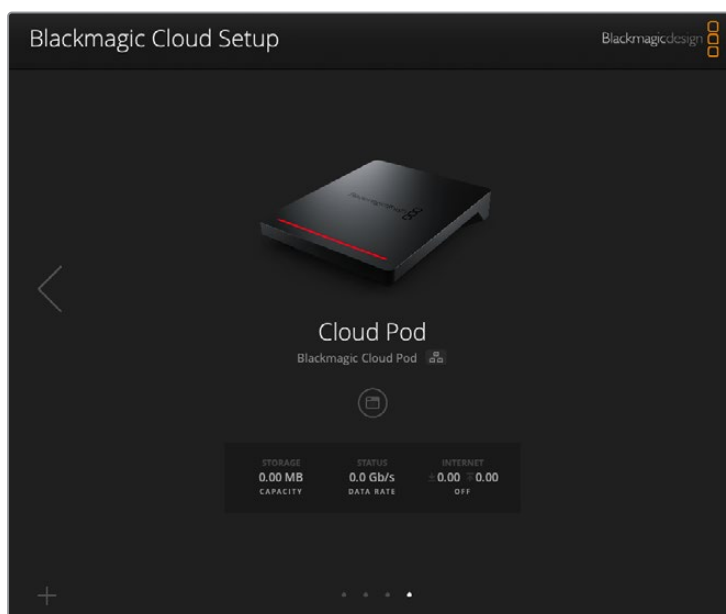 Blackmagic Cloud Setup
Blackmagicdesign
Blackmagicdesign
Cloud Pod
Blackmagic Cloud Pod
STORAGE STATUS INTERNET
0.00 MB 0.0 Gb/s 0.00 0.00
CAPACITY DATA RATE OFF